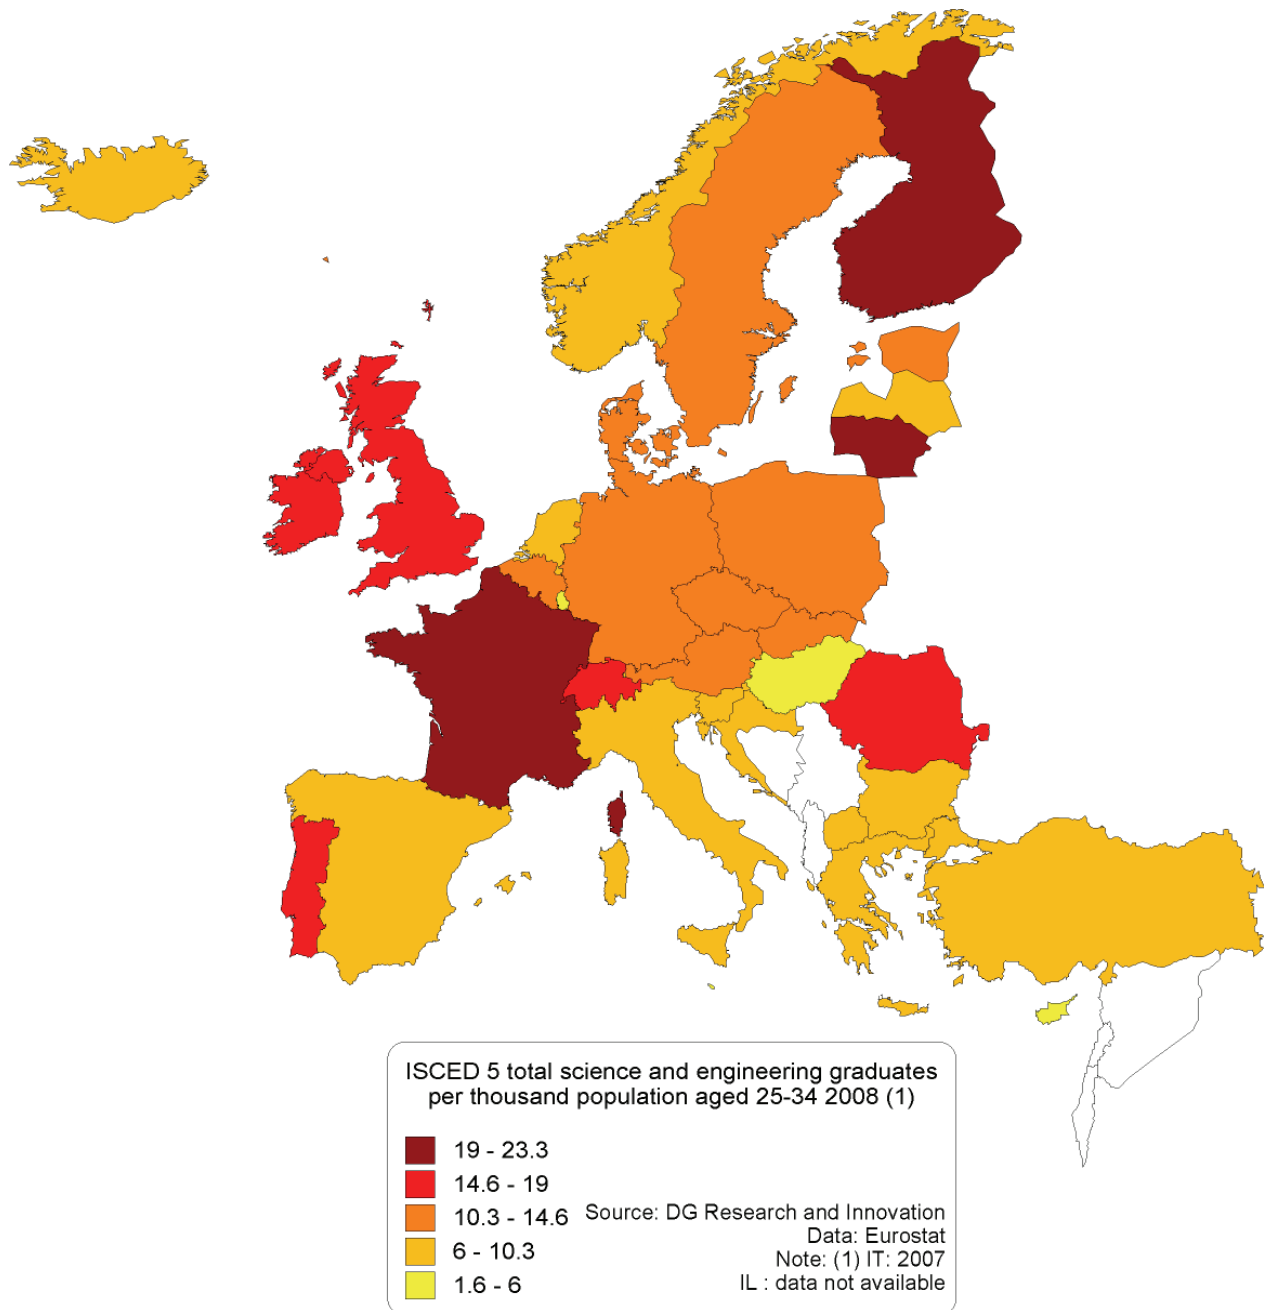 ISCED 5 total science and engineering graduates
per thousand population aged 25-34 2008 (1)
19 - 23.3
14.6 - 19
10.3 - 14.6
6 - 10.3
1.6 - 6
Source: DG Research and Innovation
Data: Eurostat
Note: (1) IT: 2007
IL : data not available